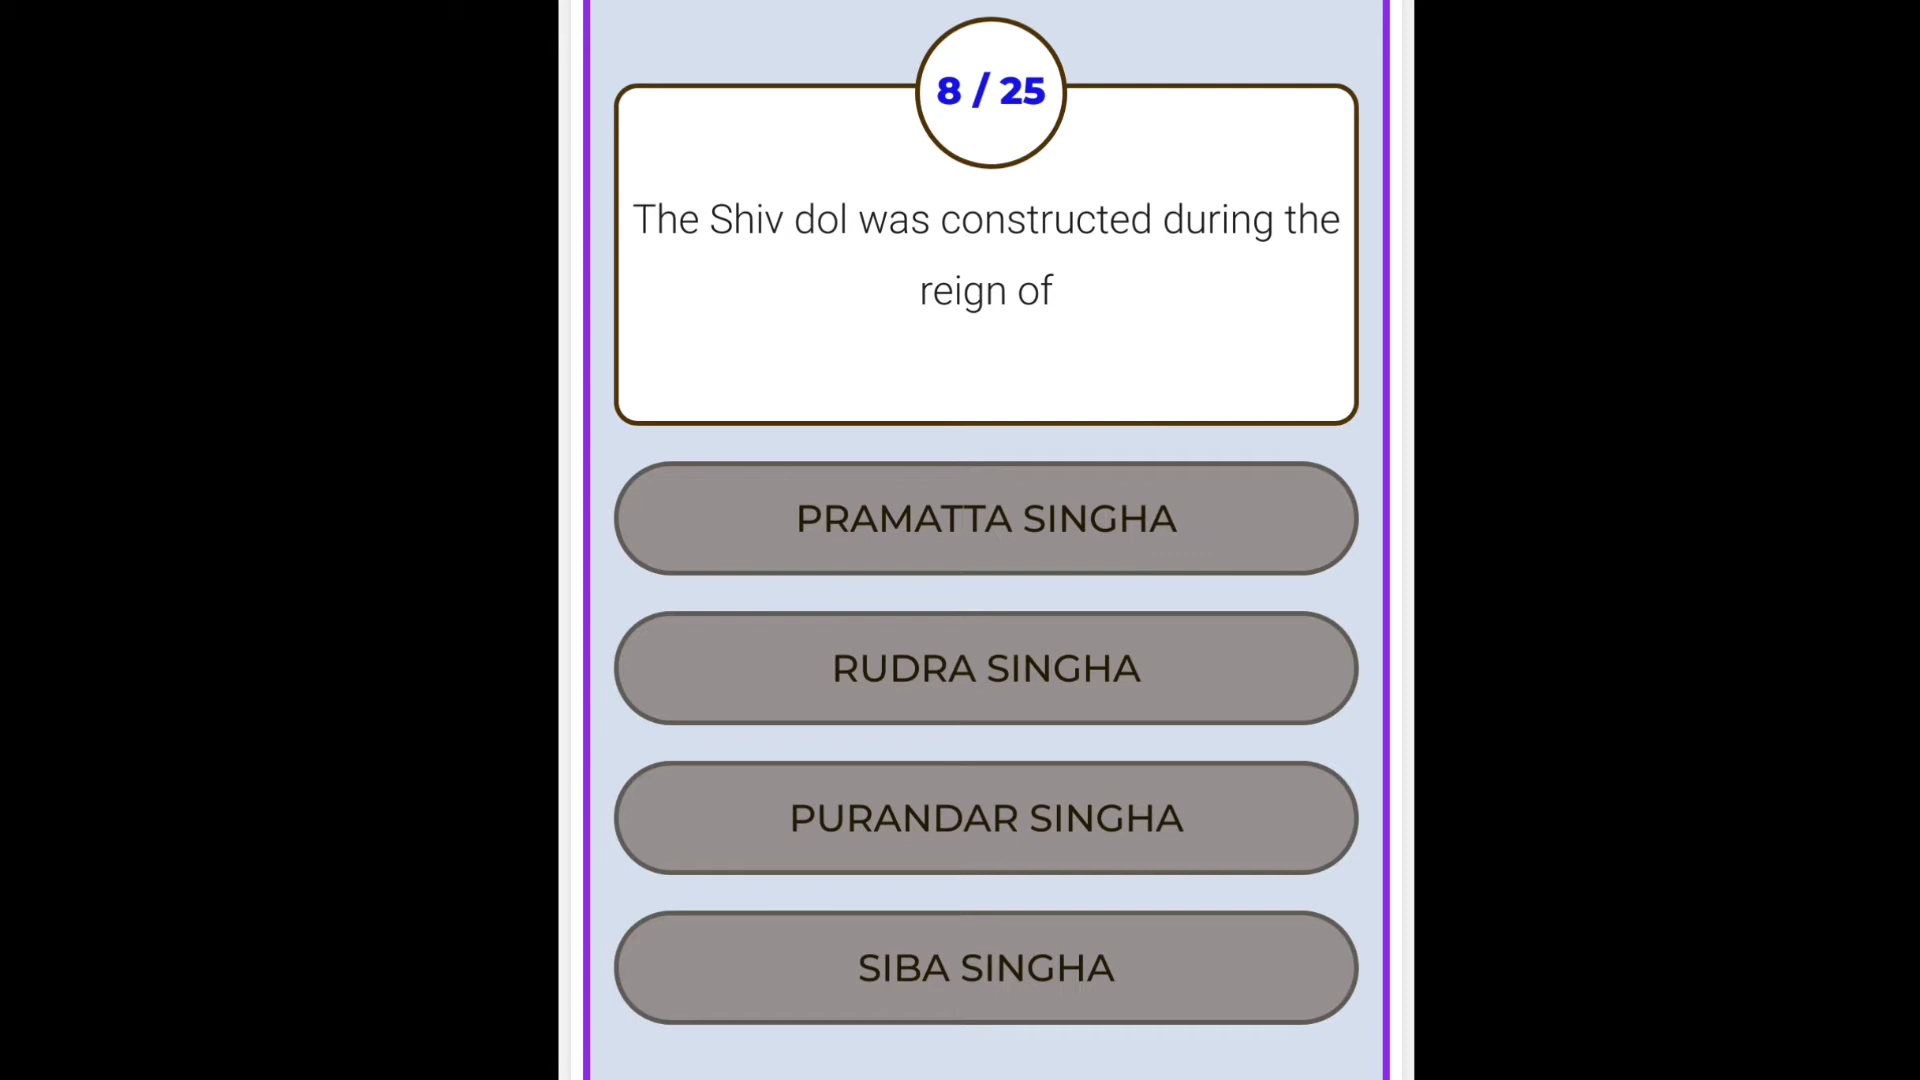 8 / 25
The Shiv dol was constructed during the
reign of
PRAMATTA SINGHA
RUDRA SINGHA
PURANDAR SINGHA
SIBA SINGHA